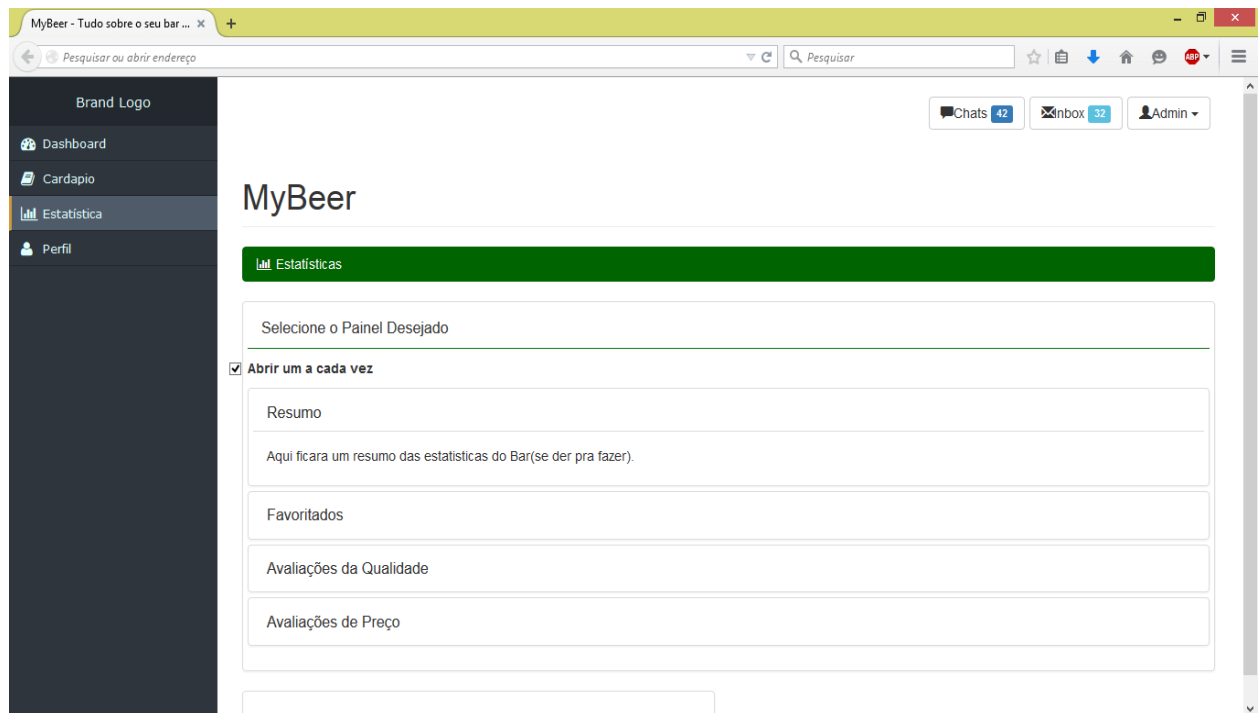 MyBeer - Tudo sobre o seu bar ...
Pesquisar ou abrir endereço
Pesquisar
ABP
Brand Logo
Chats 42
Inbox 32
Admin
Dashboard
Cardapio
Estatística
Perfil
MyBeer
Estatísticas
Selecione o Painel Desejado
Abrir um a cada vez
Resumo
Aqui ficara um resumo das estatisticas do Bar(se der pra fazer).
Favoritados
Avaliações da Qualidade
Avaliações de Preço